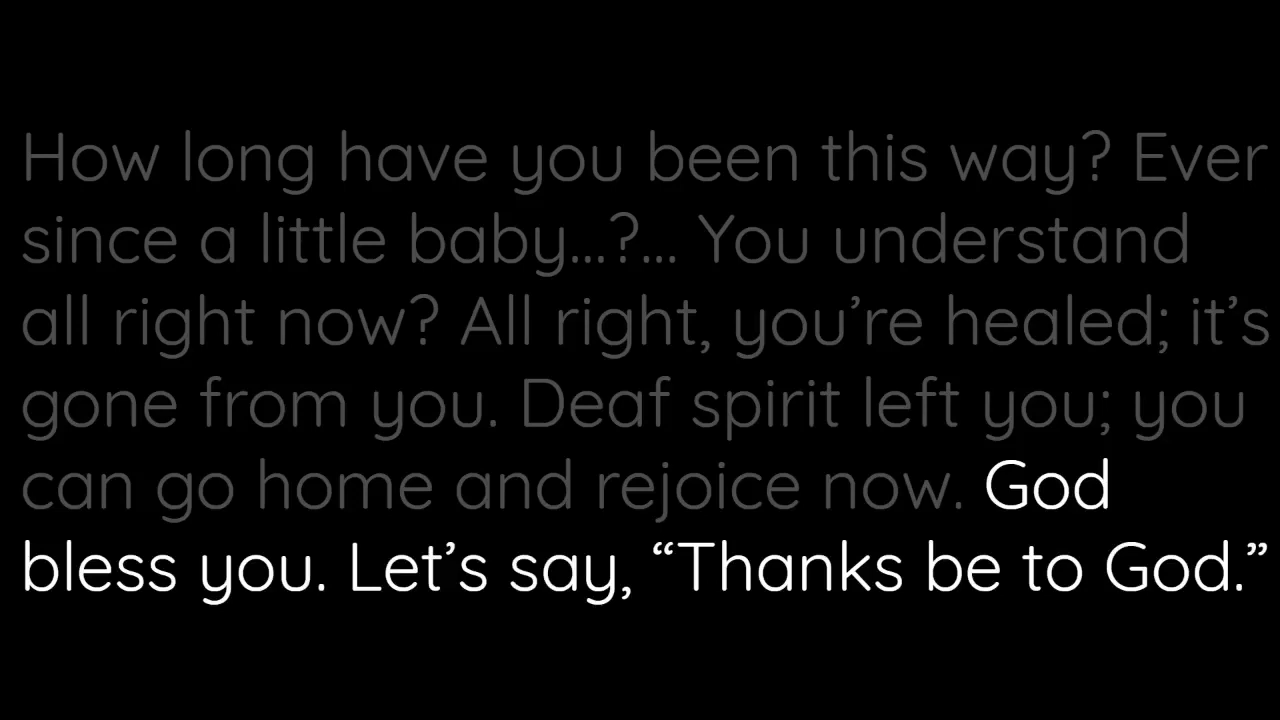 How long have you been this way? Ever
since a little baby...?... You understand
all right now? All right, you’re healed; it’s
gone from you. Deaf spirit left you; you
can go home and rejoice now. God
bless you. Let’s say, “Thanks be to God.”